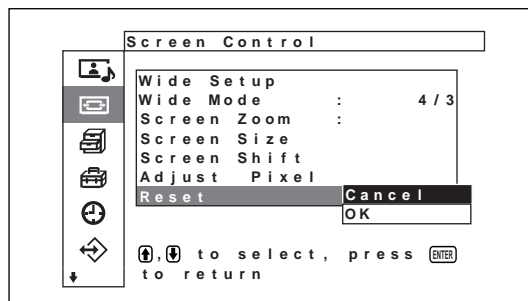 Screen Control
Wide Setup
Wide Mode : 4/3
Screen Zoom :
Screen Size
Screen Shift
Adjust Pixel
Reset Cancel
OK
, to select, press ENTER
to return